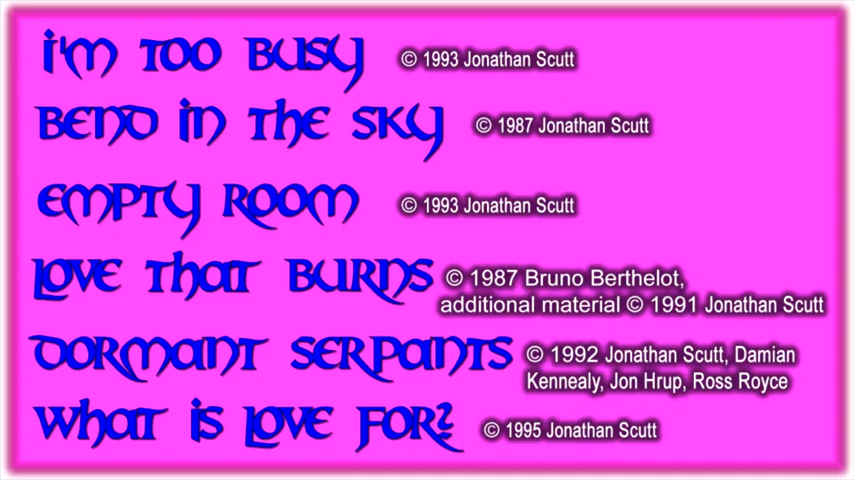 I'm Too Busy © 1993 Jonathan Scutt
Bend in the Sky © 1987 Jonathan Scutt
Empty Room © 1993 Jonathan Scutt
Love That Burns © 1987 Bruno Berthelot,
additional material © 1991 Jonathan Scutt
Dormant Serpants © 1992 Jonathan Scutt, Damian
Kennealy, Jon Hrup, Ross Royce
What is Love For? © 1995 Jonathan Scutt